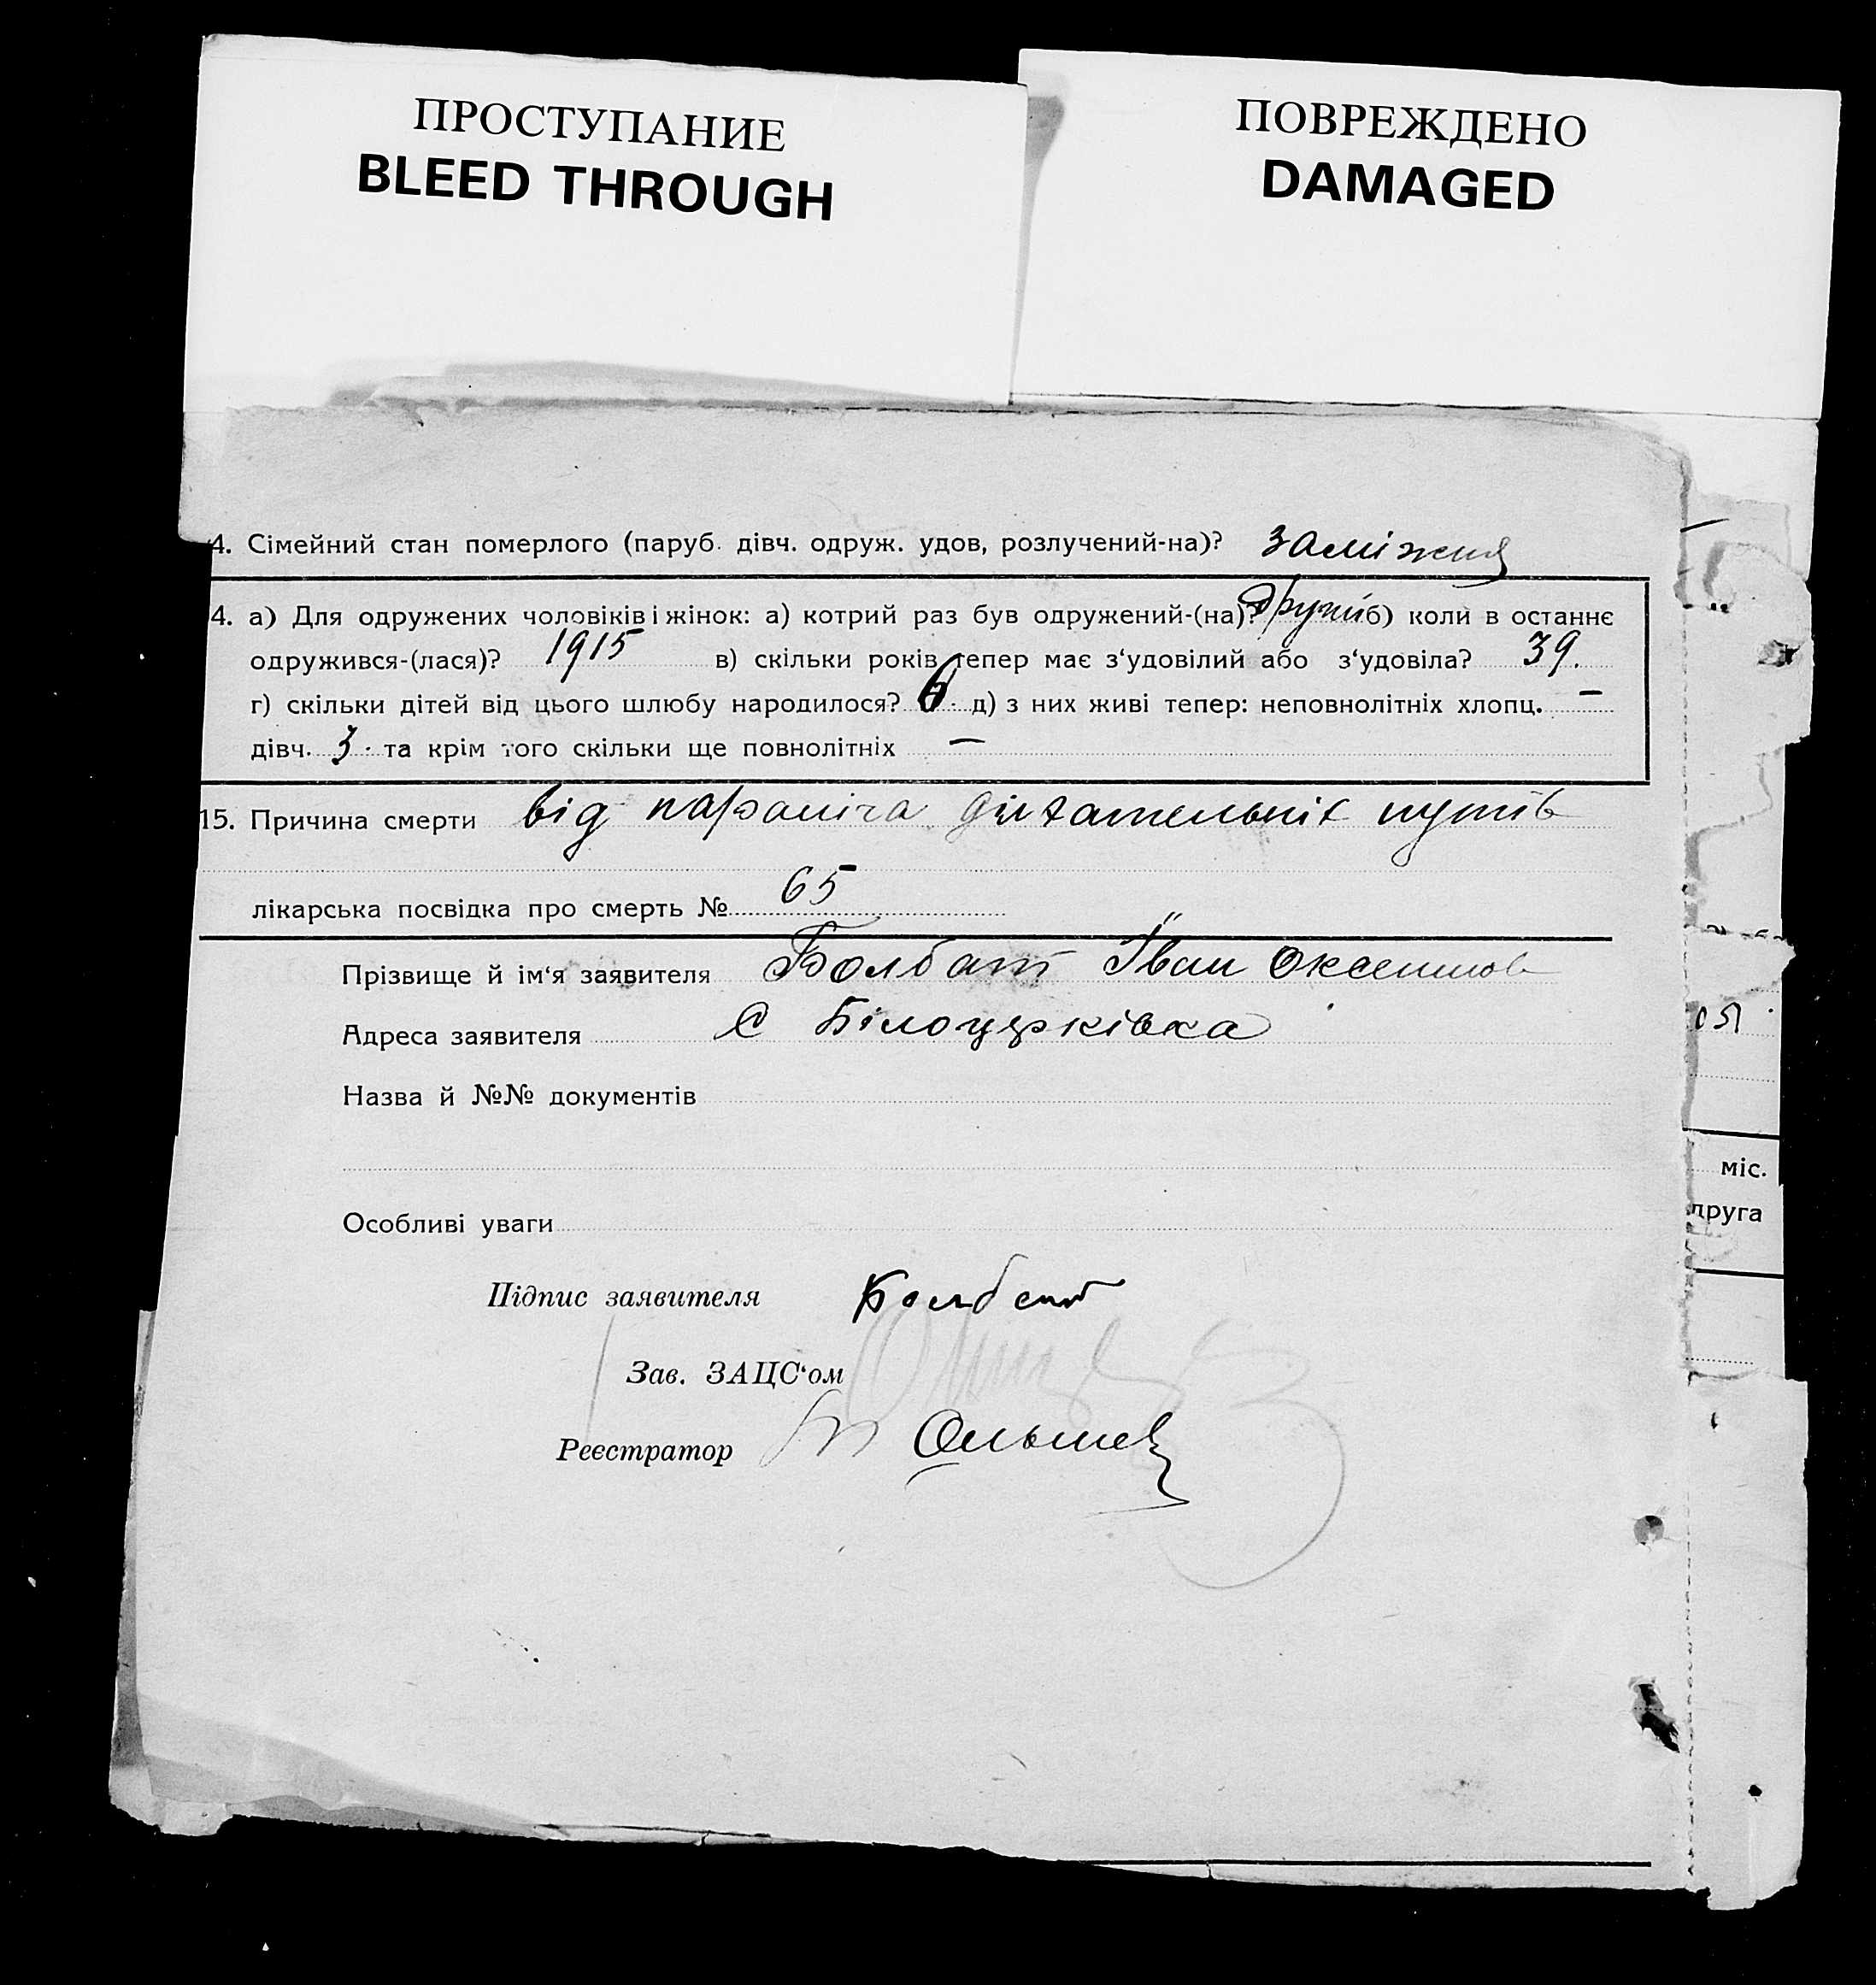 ПРОСТУПАНИЕ
BLEED THROUGH
ПОВРЕЖДЕНО
DAMAGED
4. Сімейний стан померлого (паруб. дівч. одруж. удов, розлучений-на)? заміжня
4. а) Для одружених чоловіків і жінок: а) котрий раз був одружений-(на)? другий б) коли в останнє
одружився-(лася)? 1915 в) скільки років тепер має з‘удовілий або з‘удовіла? 39.
г) скільки дітей від цього шлюбу народилося? 6. д) з них живі тепер: неповнолітніх хлопц. —
дівч. 3. та крім того скільки ще повнолітніх —
15. Причина смерти від параліча дихательніх путів
лікарська посвідка про смерть № 65
Прізвище й ім‘я заявителя Болбат Іван
Адреса заявителя С Білоцерківка
Назва й №№ документів
Особливі уваги
Підпис заявителя Болбат
Зав. ЗАЦС‘ом
Реєстратор
міс.
друга